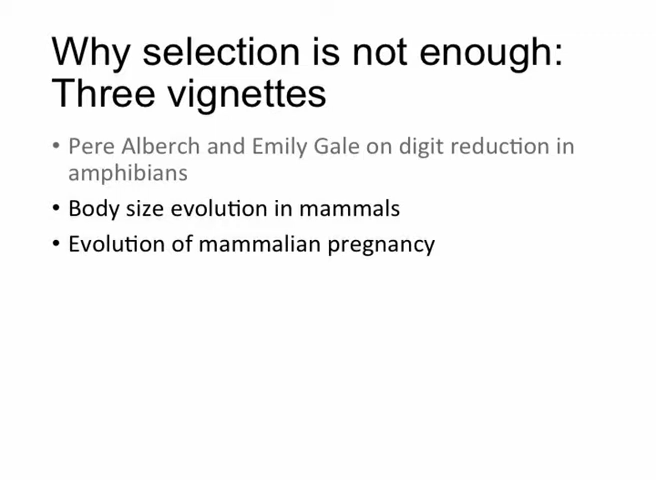 Why selection is not enough:
Three vignettes
• Pere Alberch and Emily Gale on digit reduction in
amphibians
• Body size evolution in mammals
• Evolution of mammalian pregnancy